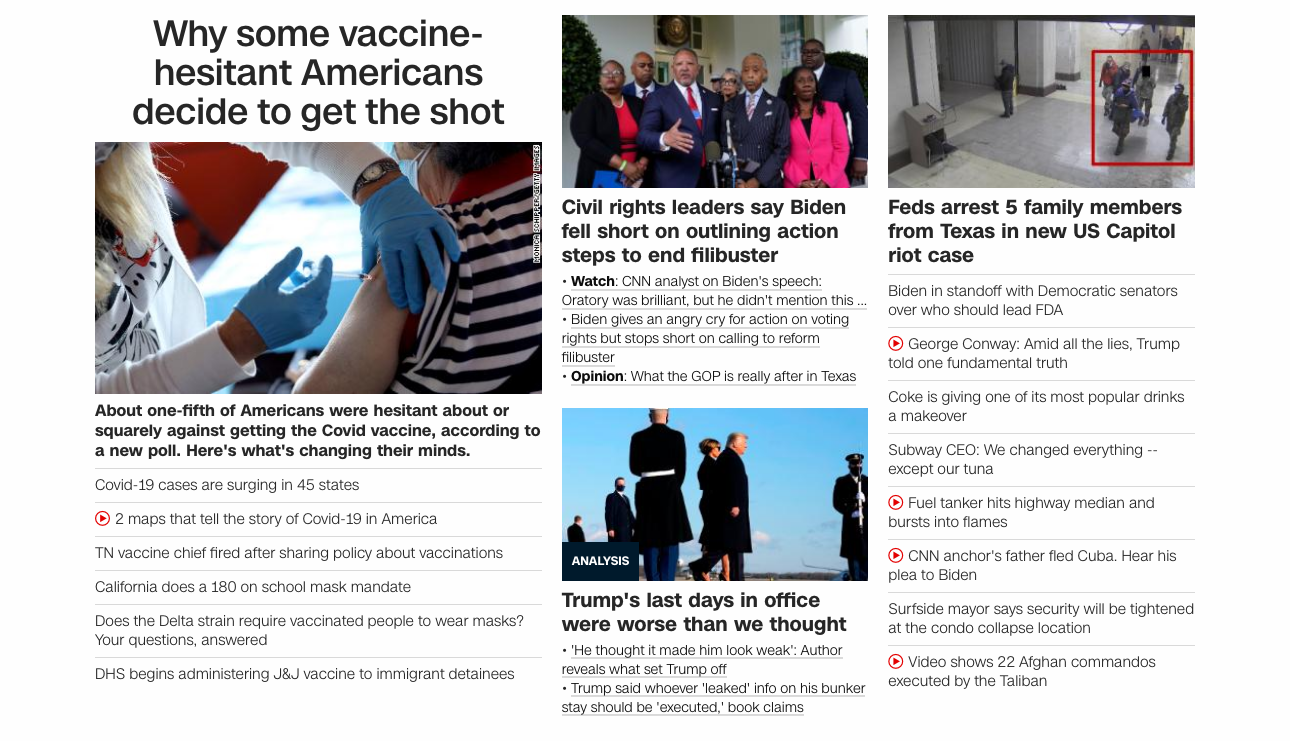 Why some vaccine-
hesitant Americans
decide to get the shot
MONICA SCHIPPER/GETTY IMAGES
About one-fifth of Americans were hesitant about or
squarely against getting the Covid vaccine, according to
a new poll. Here's what's changing their minds.
Covid-19 cases are surging in 45 states
2 maps that tell the story of Covid-19 in America
TN vaccine chief fired after sharing policy about vaccinations
California does a 180 on school mask mandate
Does the Delta strain require vaccinated people to wear masks?
Your questions, answered
DHS begins administering J&J vaccine to immigrant detainees
Civil rights leaders say Biden
fell short on outlining action
steps to end filibuster
• Watch: CNN analyst on Biden's speech:
Oratory was brilliant, but he didn't mention this ...
• Biden gives an angry cry for action on voting
rights but stops short on calling to reform
filibuster
• Opinion: What the GOP is really after in Texas
ANALYSIS
Trump's last days in office
were worse than we thought
• 'He thought it made him look weak': Author
reveals what set Trump off
• Trump said whoever 'leaked' info on his bunker
stay should be 'executed,' book claims
Feds arrest 5 family members
from Texas in new US Capitol
riot case
Biden in standoff with Democratic senators
over who should lead FDA
George Conway: Amid all the lies, Trump
told one fundamental truth
Coke is giving one of its most popular drinks
a makeover
Subway CEO: We changed everything --
except our tuna
Fuel tanker hits highway median and
bursts into flames
CNN anchor's father fled Cuba. Hear his
plea to Biden
Surfside mayor says security will be tightened
at the condo collapse location
Video shows 22 Afghan commandos
executed by the Taliban